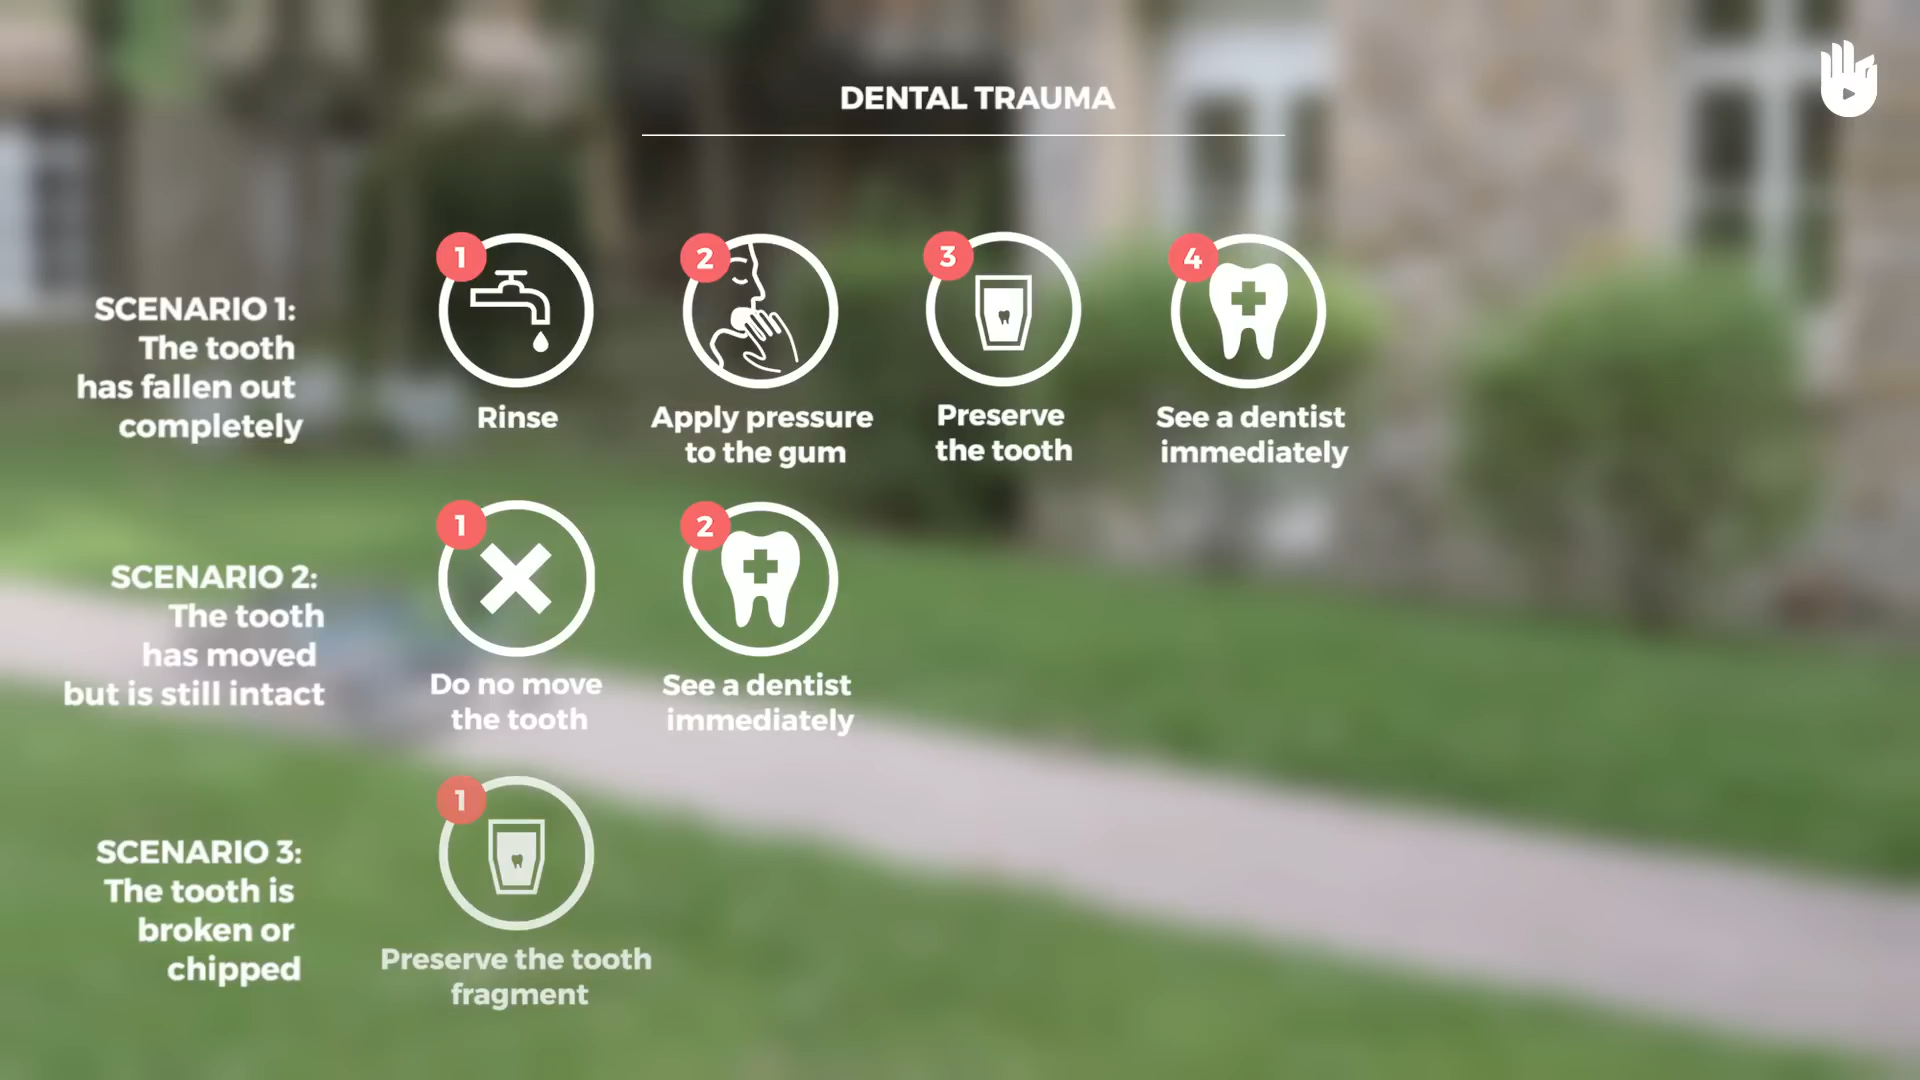 DENTAL TRAUMA
SCENARIO 1:
The tooth
has fallen out
completely
1
Rinse
2
Apply pressure
to the gum
3
Preserve
the tooth
4
See a dentist
immediately
SCENARIO 2:
The tooth
has moved
but is still intact
1
Do no move
the tooth
2
See a dentist
immediately
SCENARIO 3:
The tooth is
broken or
chipped
1
Preserve the tooth
fragment